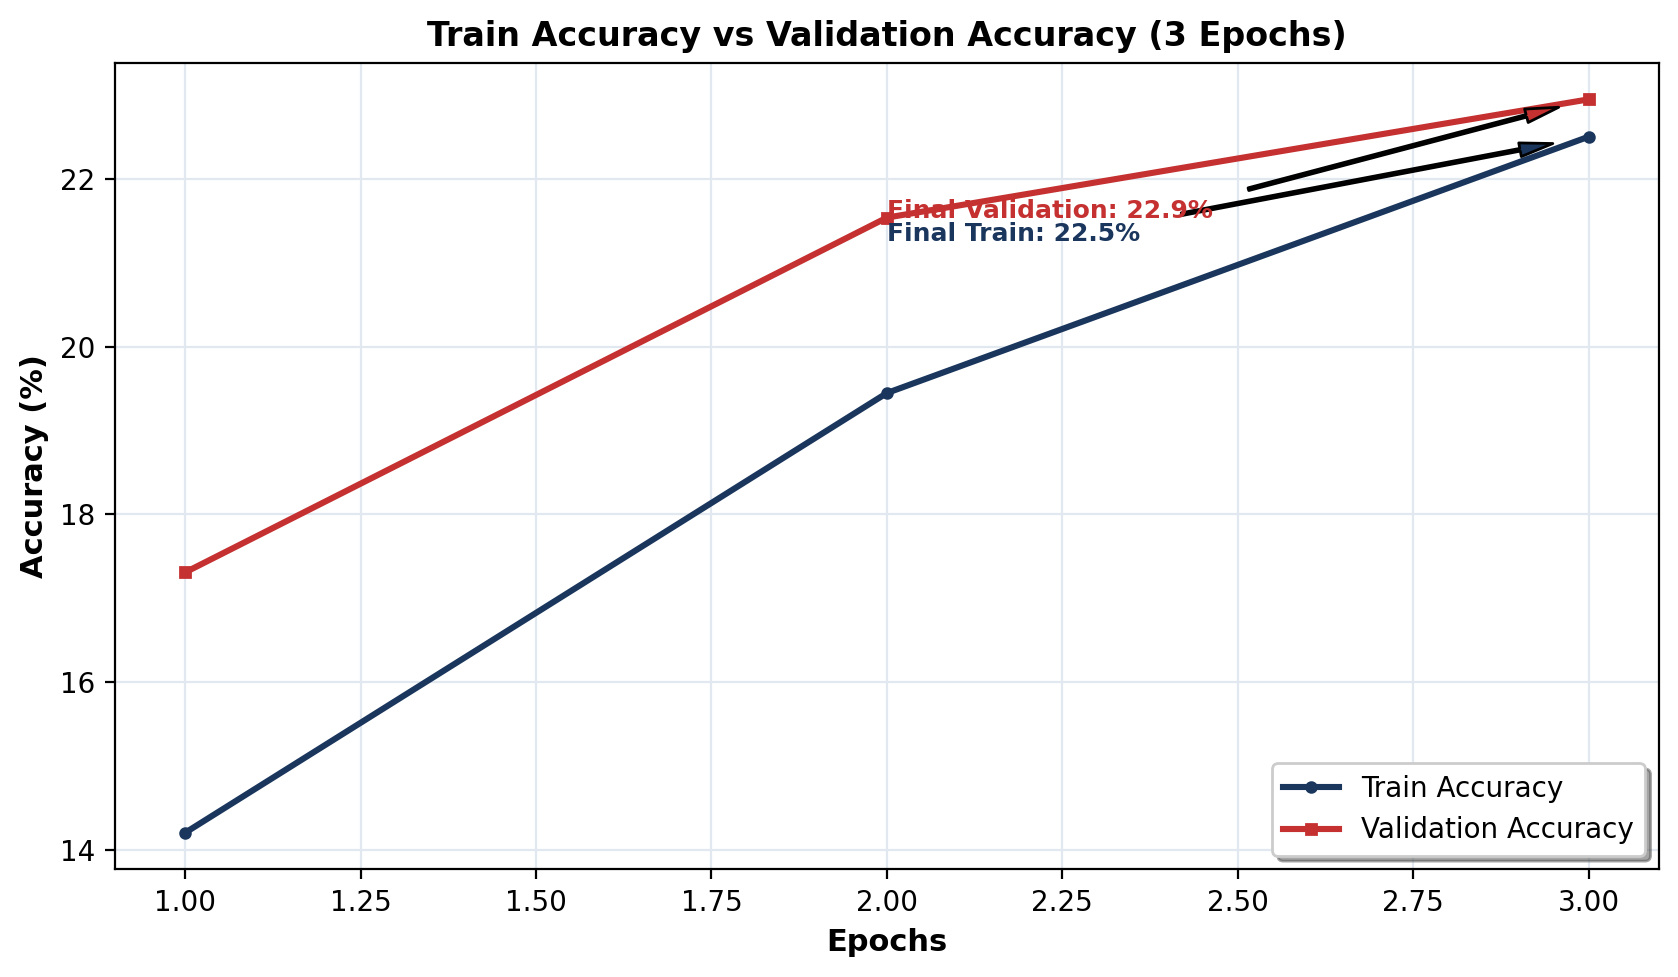 Train Accuracy vs Validation Accuracy (3 Epochs)
Accuracy (%)
22
20
18
16
14
Final Validation: 22.9%
Final Train: 22.5%
Train Accuracy
Validation Accuracy
1.00 1.25 1.50 1.75 2.00 2.25 2.50 2.75 3.00
Epochs